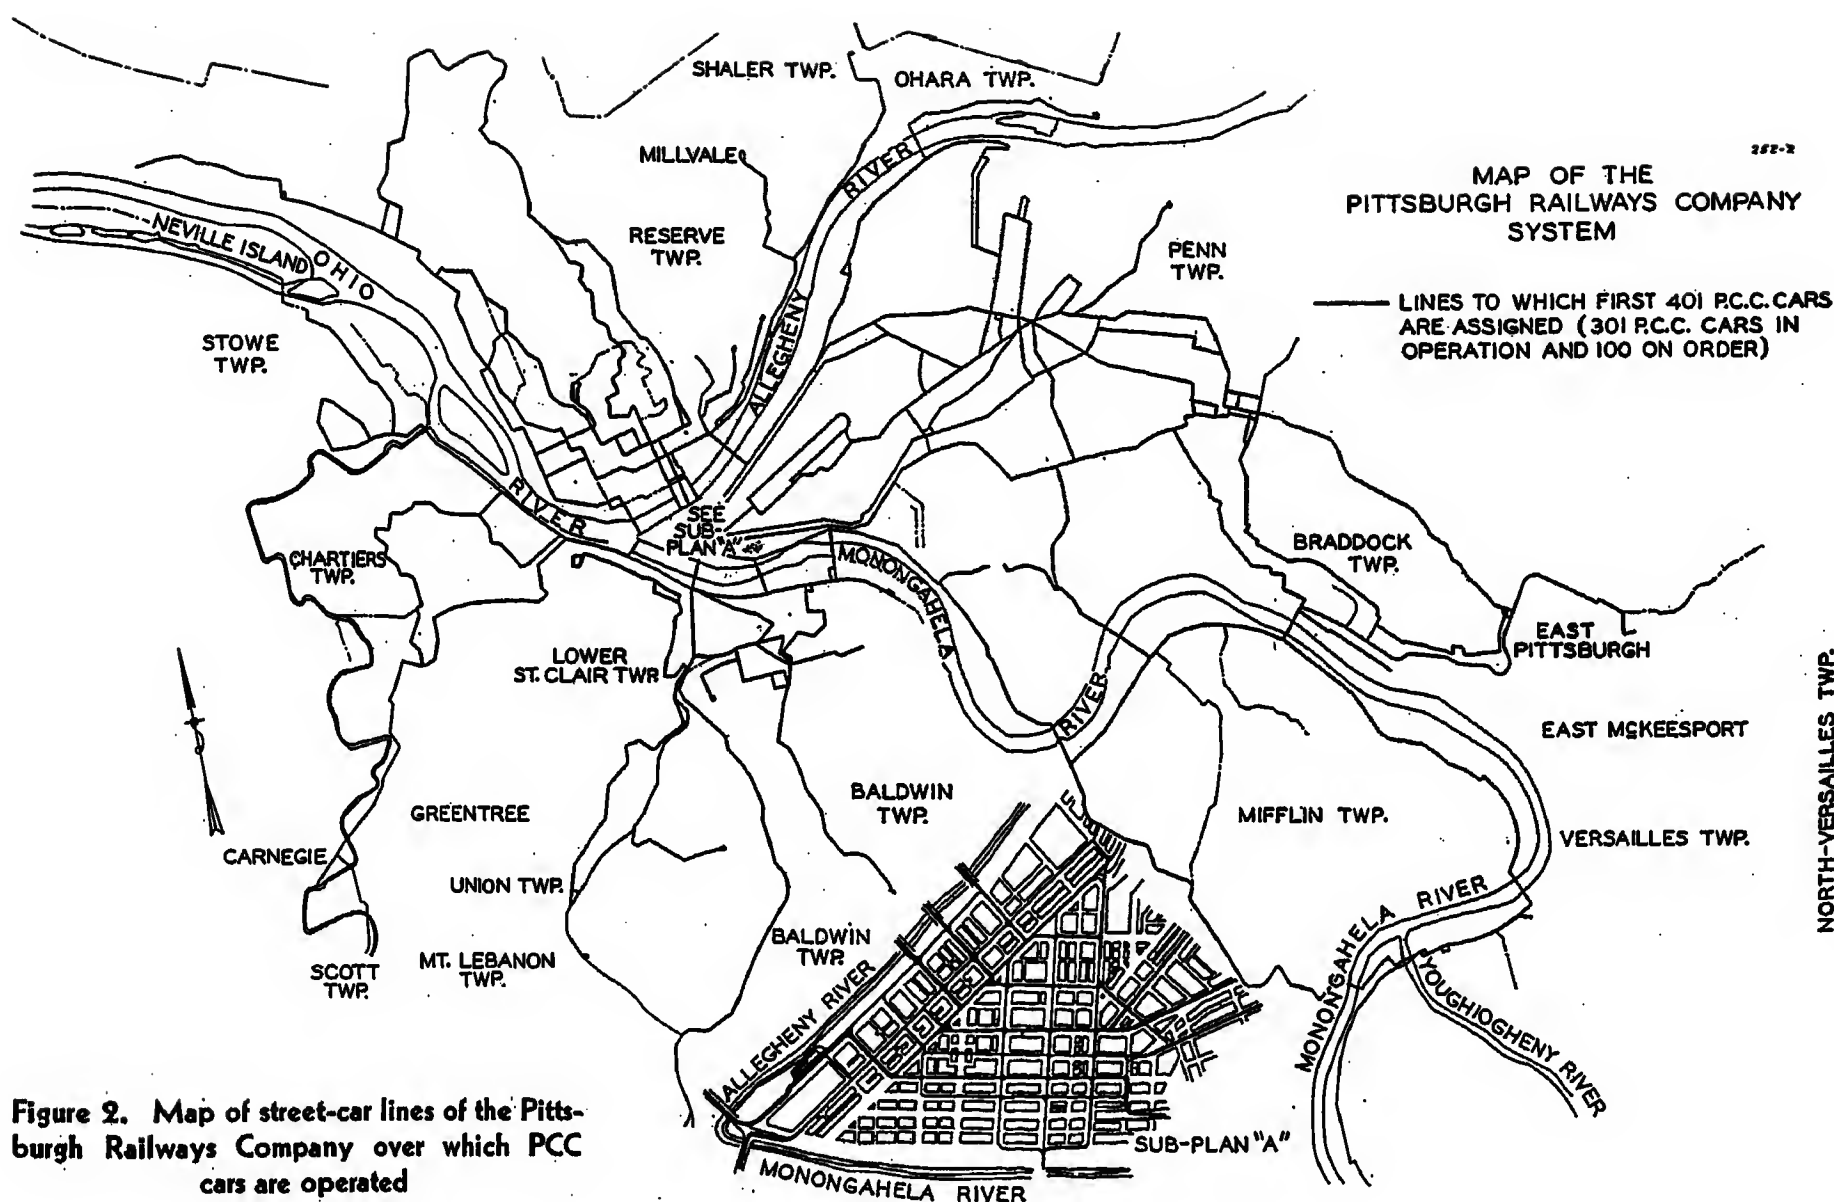 SHALER TWP.
OHARA TWP.
MILLVALE
RIVER
252-2
MAP OF THE
PITTSBURGH RAILWAYS COMPANY
SYSTEM
NEVILLE ISLAND
OHIO
RESERVE
TWP.
PENN
TWP.
LINES TO WHICH FIRST 401 P.C.C. CARS
ARE ASSIGNED (301 P.C.C. CARS IN
OPERATION AND 100 ON ORDER)
STOWE
TWP.
ALLEGHENY
RIVER
SEE
SUB-
PLAN "A"
MONONGAHELA
CHARTIERS
TWP.
BRADDOCK
TWP.
EAST
PITTSBURGH
LOWER
ST. CLAIR TWP.
RIVER
NORTH-VERSAILLES TWP.
EAST McKEESPORT
GREENTREE
BALDWIN
TWP.
MIFFLIN TWP.
VERSAILLES TWP.
CARNEGIE
UNION TWP.
MONONGAHELA RIVER
BALDWIN
TWP.
SCOTT
TWP.
MT. LEBANON
TWP.
ALLEGHENY RIVER
YOUGHIOGHENY RIVER
SUB-PLAN "A"
MONONGAHELA RIVER
Figure 2. Map of street-car lines of the Pitts-
burgh Railways Company over which PCC
cars are operated